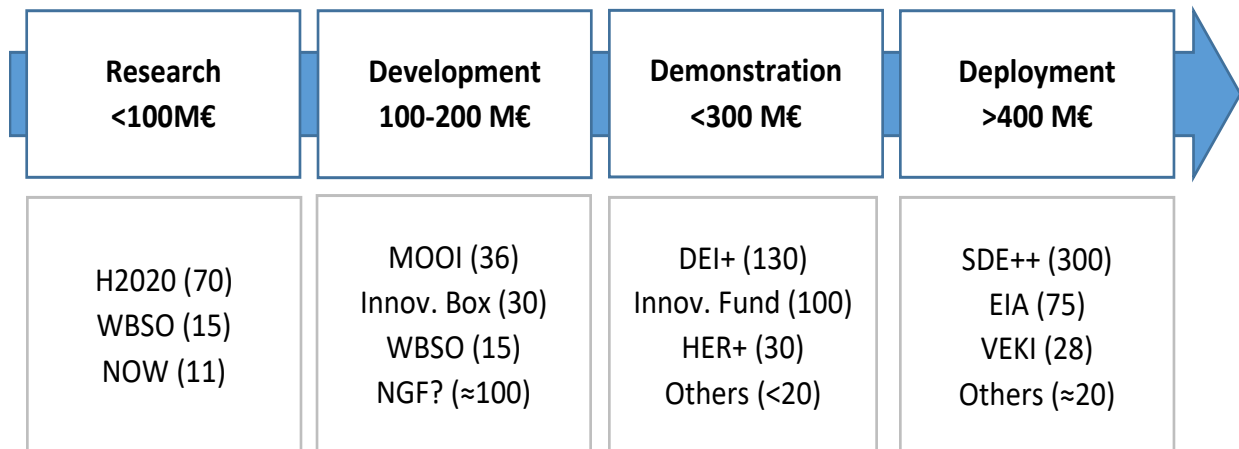 Research
<100M€
Development
100-200 M€
Demonstration
<300 M€
Deployment
>400 M€
H2020 (70)
WBSO (15)
NOW (11)
MOOI (36)
Innov. Box (30)
WBSO (15)
NGF? (≈100)
DEI+ (130)
Innov. Fund (100)
HER+ (30)
Others (<20)
SDE++ (300)
EIA (75)
VEKI (28)
Others (≈20)